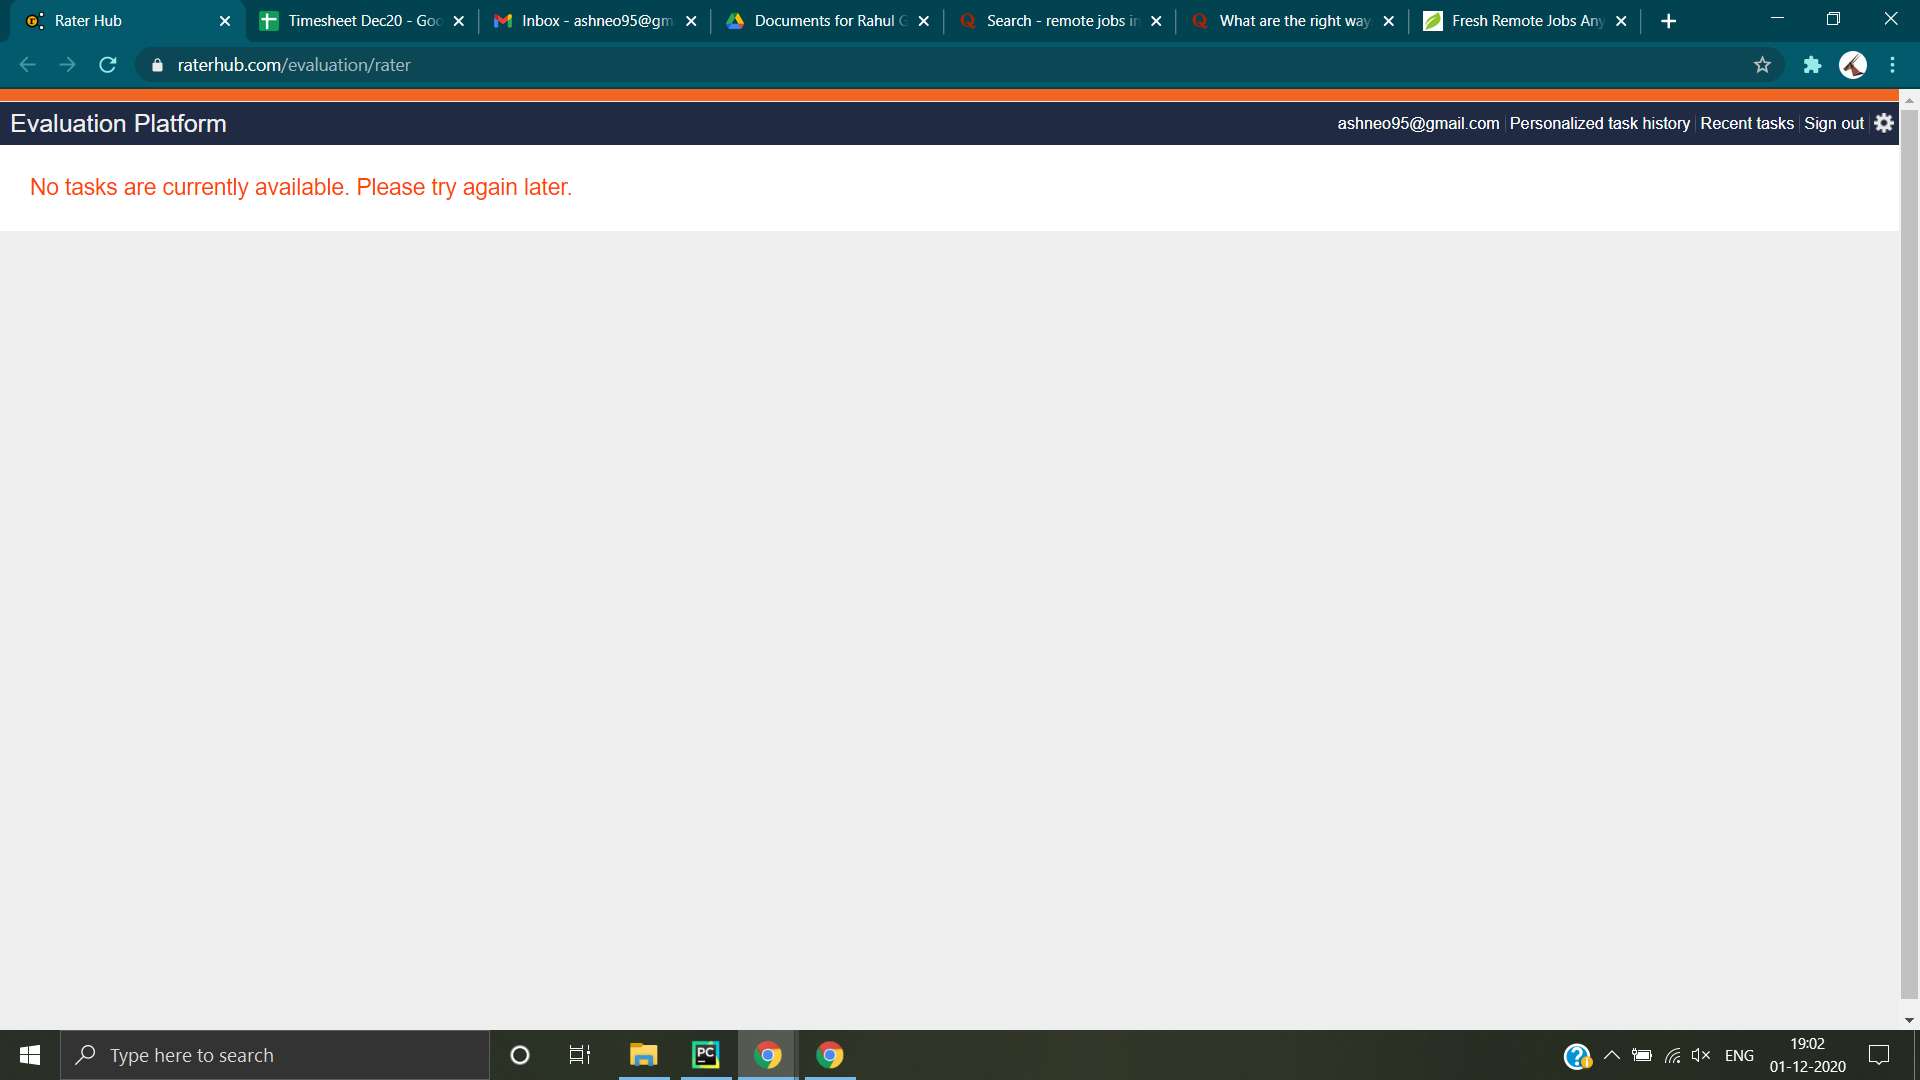 Rater Hub
Timesheet Dec20 - Goo
Inbox - ashneo95@gm
Documents for Rahul G
Search - remote jobs in
What are the right way
Fresh Remote Jobs Any
raterhub.com/evaluation/rater
Evaluation Platform
ashneo95@gmail.com Personalized task history Recent tasks Sign out
No tasks are currently available. Please try again later.
Type here to search
PC
ENG
19:02
01-12-2020